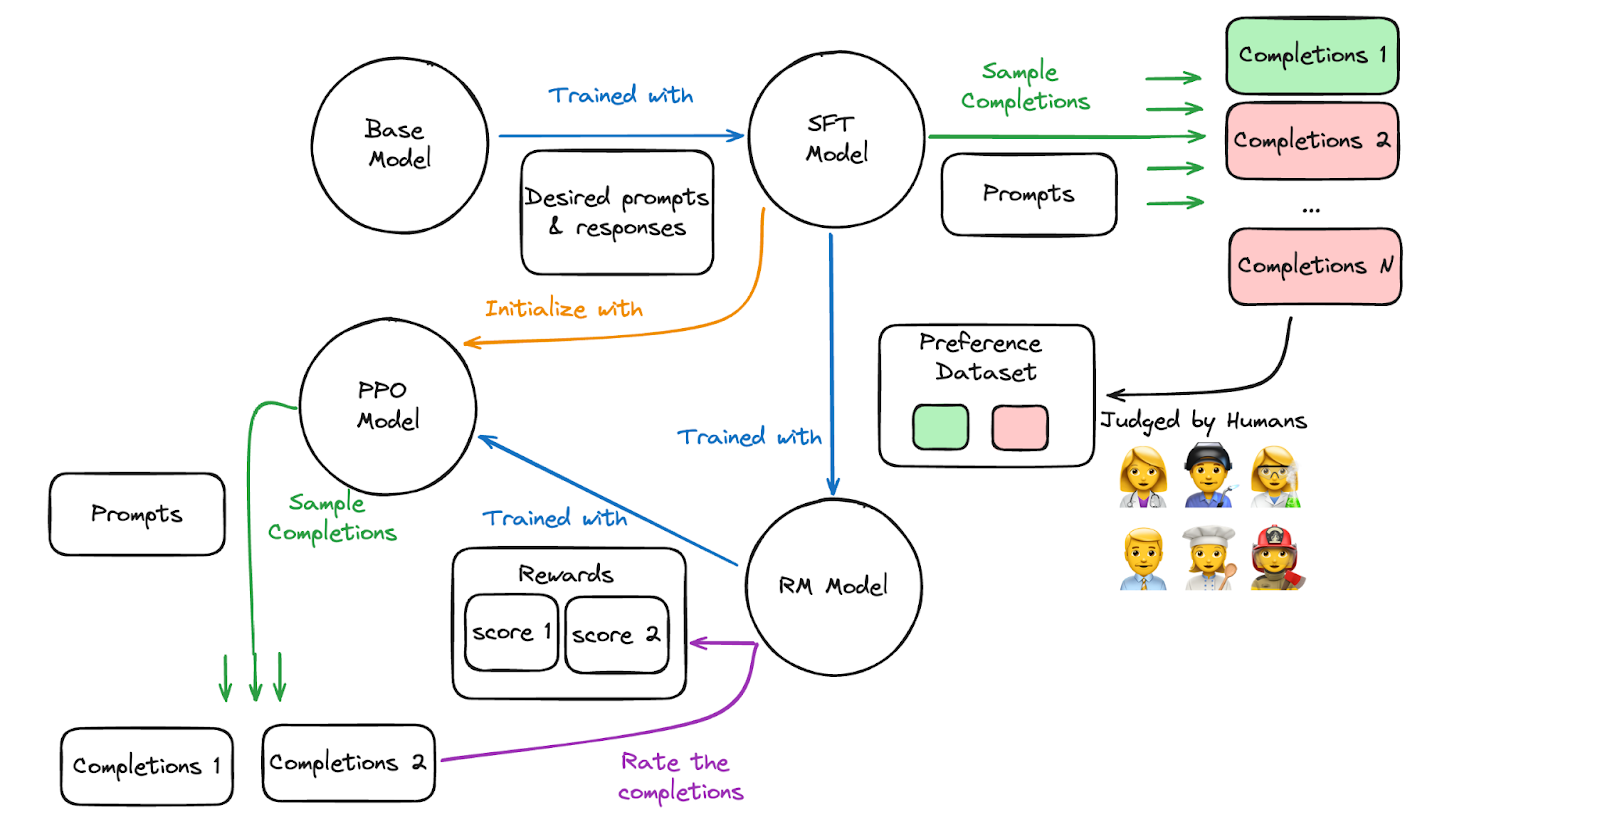 Base
Model
Trained with
Desired prompts
& responses
SFT
Model
Sample
Completions
Prompts
Completions 1
Completions 2
...
Completions N
Initialize with
Preference
Dataset
Judged by Humans
PPO
Model
Trained with
Prompts
Sample
Completions
Trained with
Rewards
score 1
score 2
RM Model
Completions 1
Completions 2
Rate the
completions